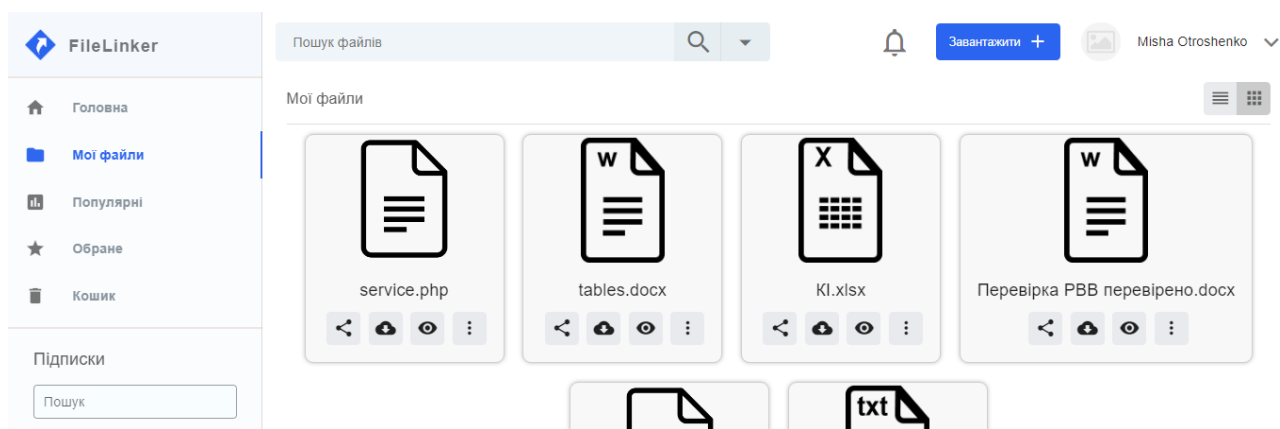 FileLinker
Пошук файлів
Завантажити +
Misha Otroshenko
Головна
Мої файли
Популярні
Обране
Кошик
Підписки
Пошук
Мої файли
W
W
X
service.php
tables.docx
КІ.xlsx
Перевірка РВВ перевірено.docx
txt